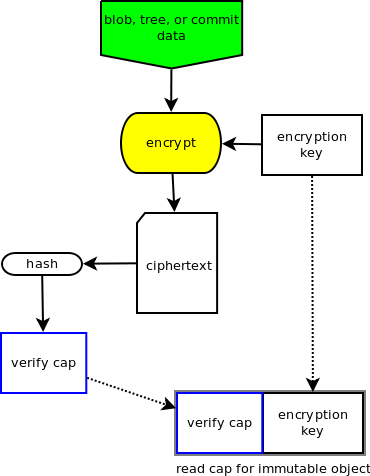 blob, tree, or commit
data
encrypt
encryption
key
ciphertext
hash
verify cap
verify cap
encryption
key
read cap for immutable object